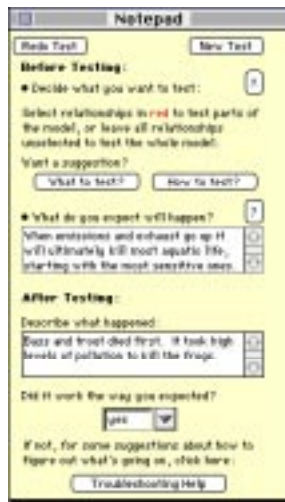 Notepad
Redo Test New Test
Before Testing:
• Decide what you want to test: ?
Select relationships in red to test parts of
the model, or leave all relationships
unselected to test the whole model.
Want a suggestion?
What to test? How to test?
• What do you expect will happen? ?
When emissions and exhaust go up it
will ultimately kill most aquatic life,
starting with the most sensitive ones.
After Testing:
Describe what happened:
Bass and trout died first. It took high
levels of pollution to kill the frogs.
Did it work the way you expected?
yes
If not, for some suggestions about how to
figure out what's going on, click here:
Troubleshooting Help